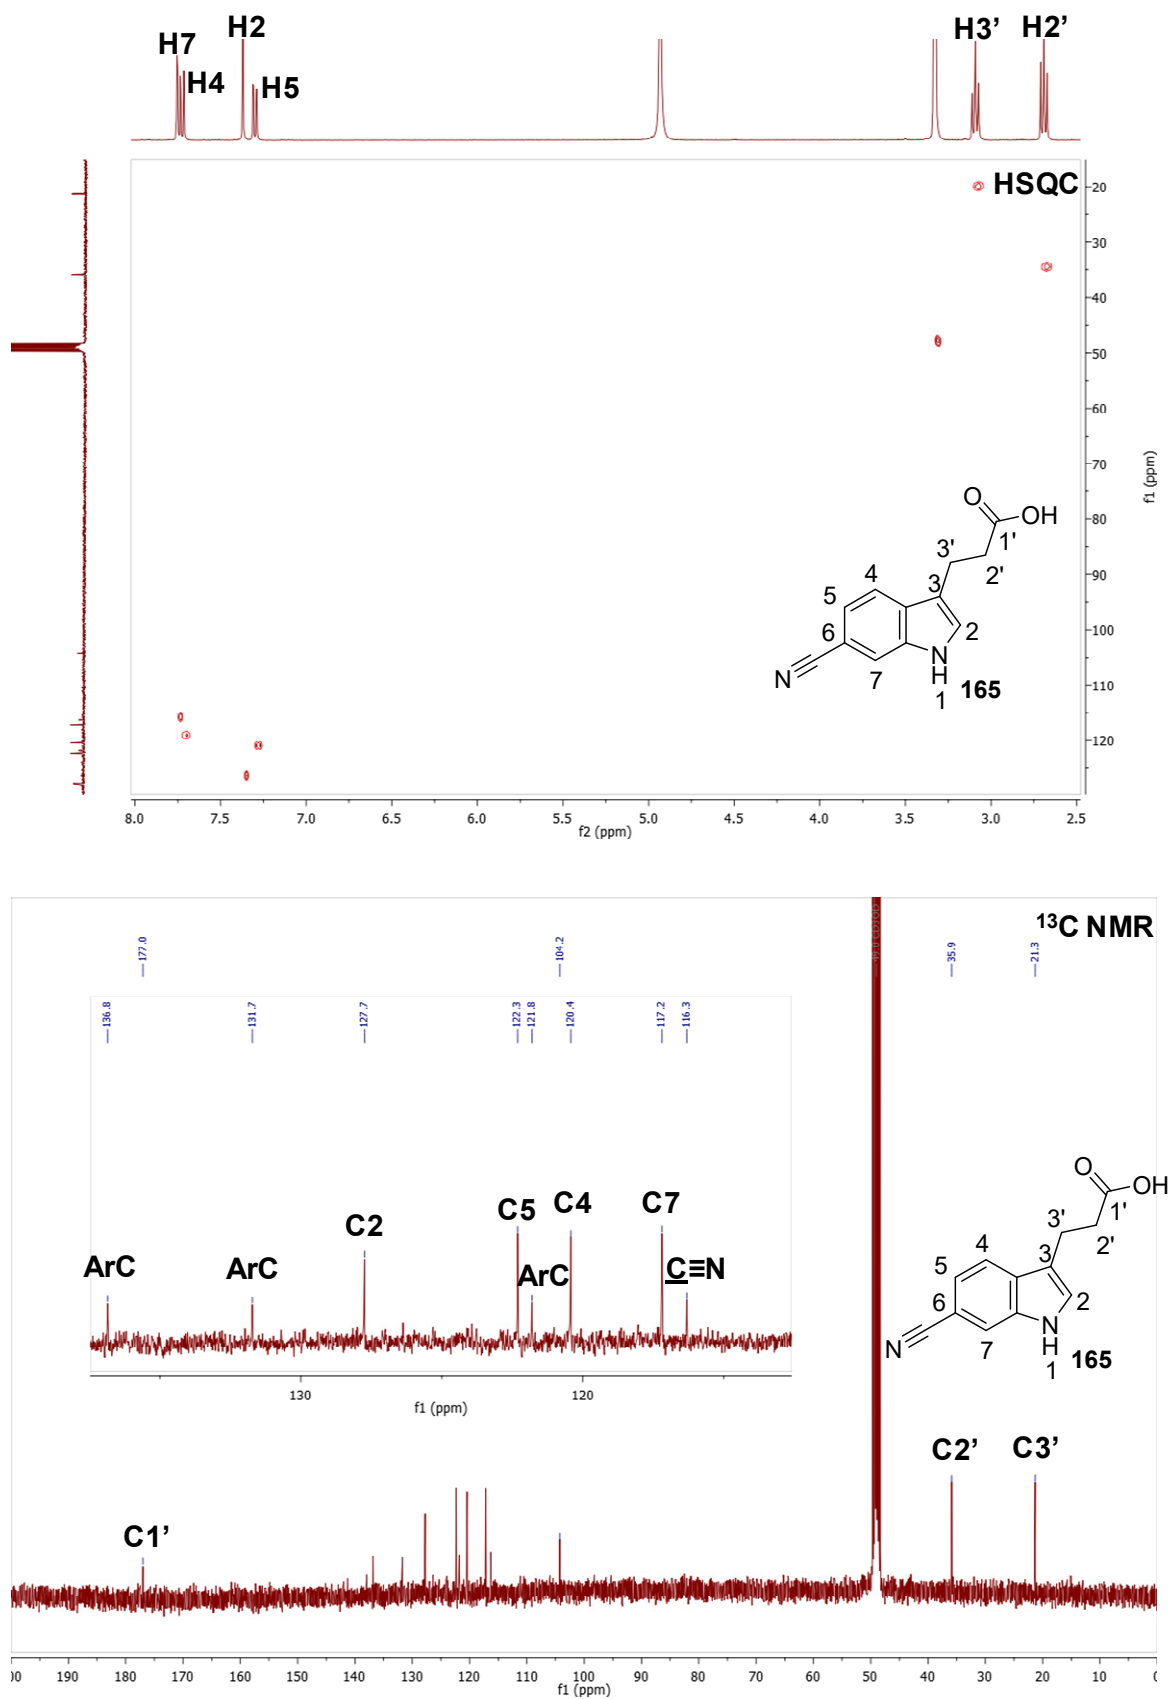 H7
H4
H2
H5
H3’
H2’
HSQC
20
30
40
50
60
70
80
90
100
110
120
f1 (ppm)
O
OH
1'
3'
2'
4
3
5
6
2
N
7
N
H
1
165
8.0 7.5 7.0 6.5 6.0 5.5 5.0 4.5 4.0 3.5 3.0 2.5
f2 (ppm)
¹³C NMR
177.0
104.2
49.0 CD3OD
35.9
21.3
136.8
131.7
127.7
122.3
121.8
120.4
117.2
116.3
ArC
ArC
C2
C5
ArC
C4
C7
C≡N
130 120
f1 (ppm)
O
OH
1'
3'
2'
4
3
5
6
2
N
7
N
H
1
165
C1’
C2’
C3’
00 190 180 170 160 150 140 130 120 110 100 90 80 70 60 50 40 30 20 10 0
f1 (ppm)